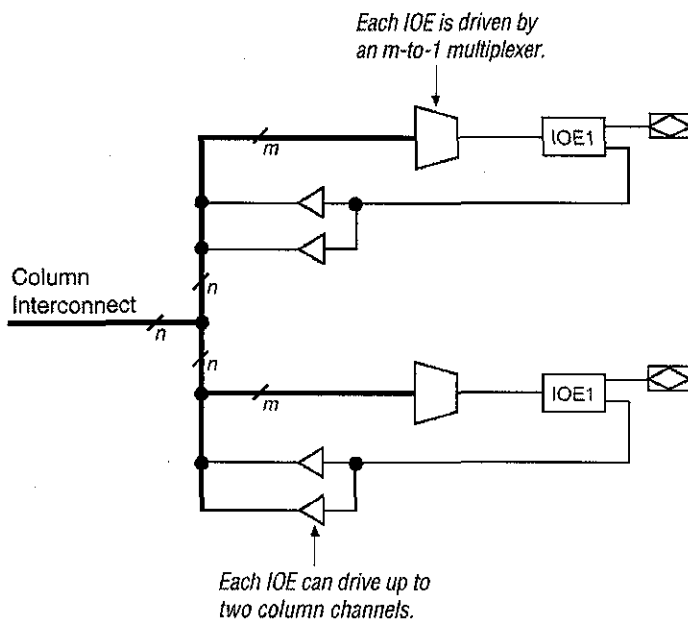 Each IOE is driven by
an m-to-1 multiplexer.
m
IOE1
n
Column
Interconnect
n
n
m
IOE1
Each IOE can drive up to
two column channels.